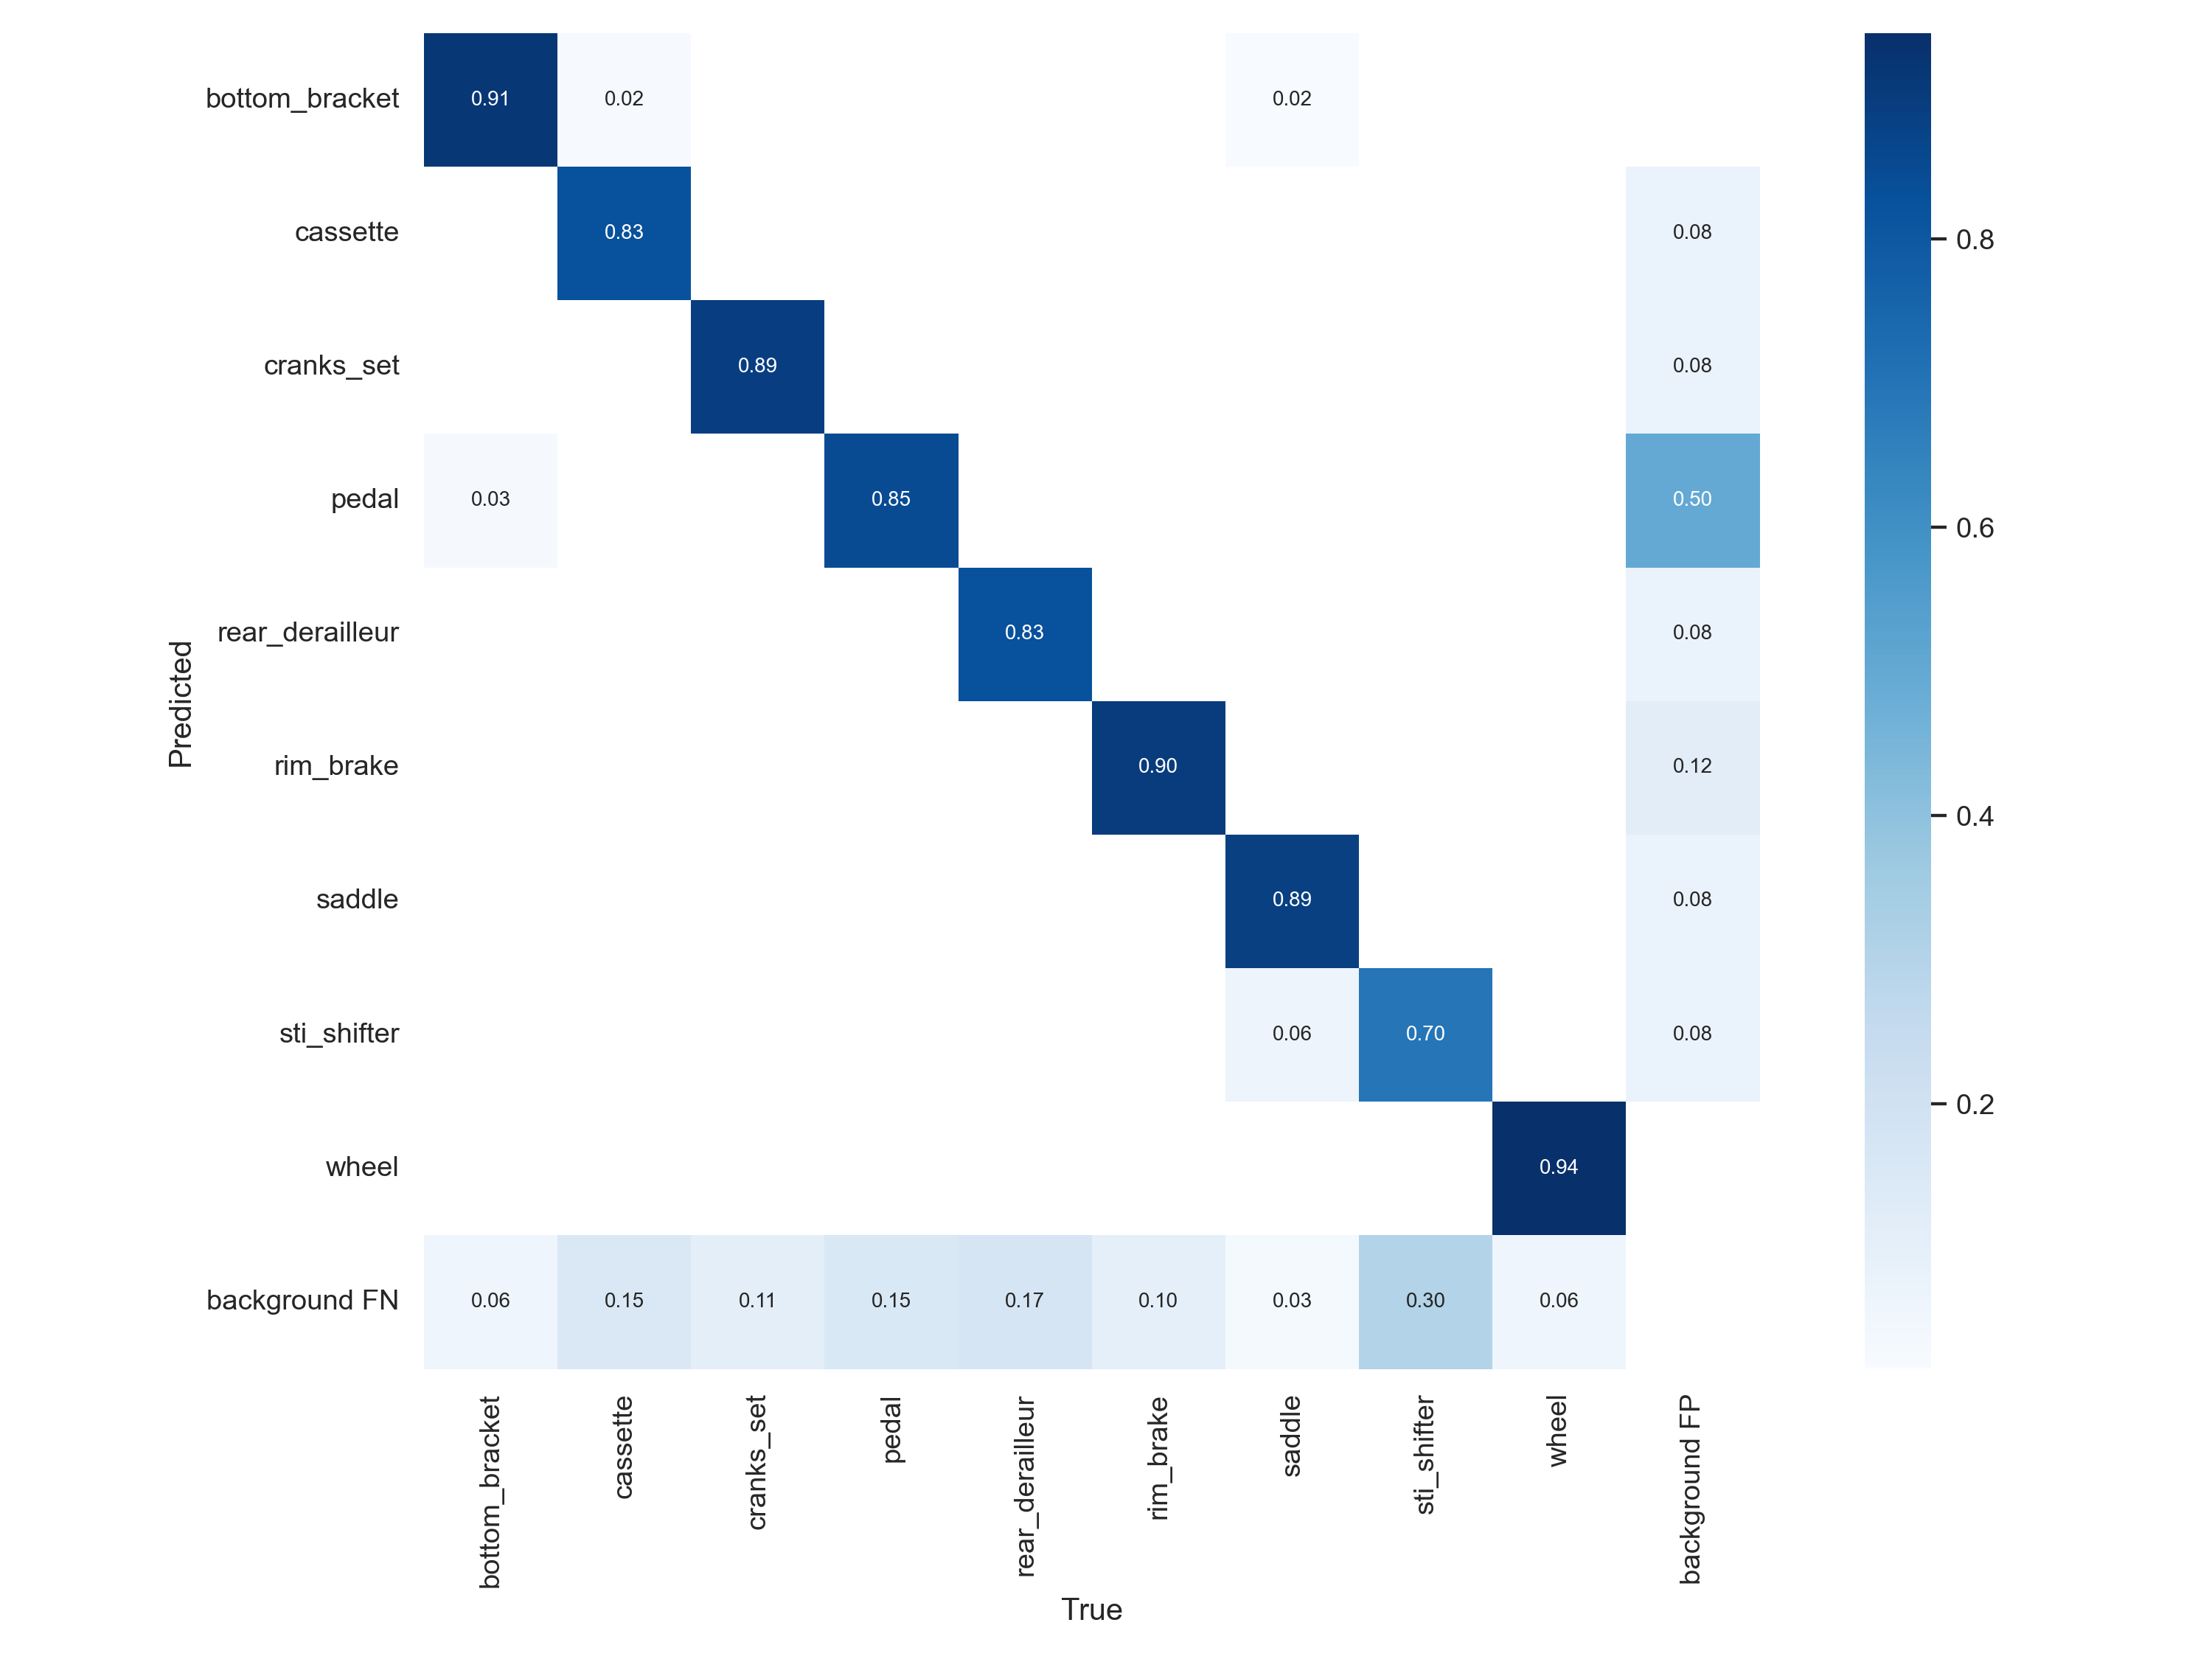 bottom_bracket 0.91 0.02 0.02
cassette 0.83 0.08 0.8
cranks_set 0.89 0.08
pedal 0.03 0.85 0.50 0.6
rear_derailleur 0.83 0.08
Predicted
rim_brake 0.90 0.12 0.4
saddle 0.89 0.08
sti_shifter 0.06 0.70 0.08
0.2
wheel 0.94
background FN 0.06 0.15 0.11 0.15 0.17 0.10 0.03 0.30 0.06
bottom_bracket cassette cranks_set pedal rear_derailleur rim_brake saddle sti_shifter wheel background FP
True